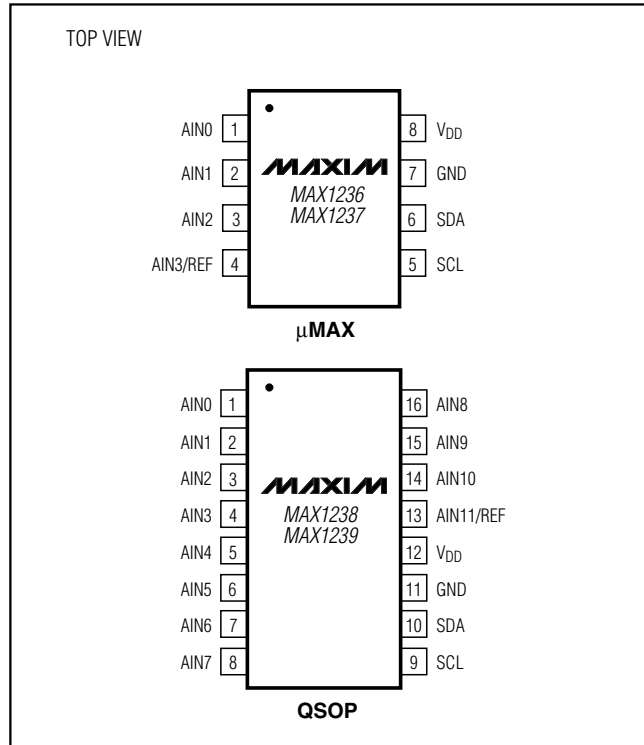 TOP VIEW
AIN0 1 8 VDD
AIN1 2 MAXIM 7 GND
MAX1236
MAX1237
AIN2 3 6 SDA
AIN3/REF 4 5 SCL
μMAX
AIN0 1 16 AIN8
AIN1 2 15 AIN9
AIN2 3 MAXIM 14 AIN10
AIN3 4 MAX1238 13 AIN11/REF
MAX1239
AIN4 5 12 VDD
AIN5 6 11 GND
AIN6 7 10 SDA
AIN7 8 9 SCL
QSOP